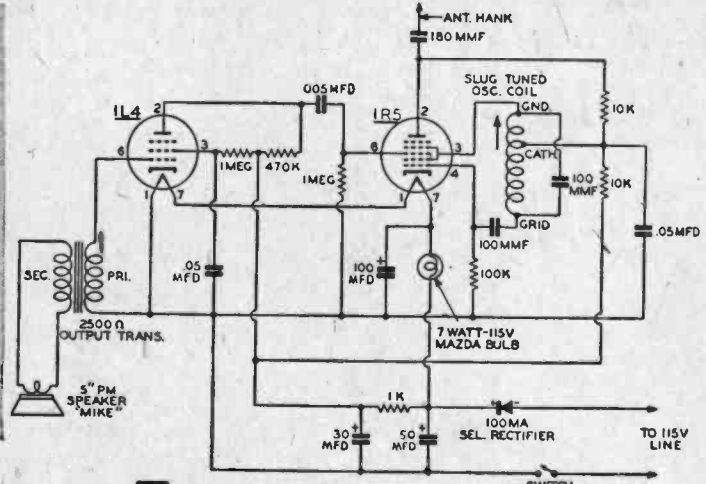 ANT. HANK
180 MMF
.005 MFD
SLUG TUNED
OSC. COIL
1L4
1R5
2
2
GND.
10K
6
3
1MEG
470K
6
3
4
CATH.
1MEG
10K
100
MMF
1
7
1
7
GRID
100MMF
.05MFD
SEC.
PRI.
.05
MFD
100
MFD
100K
2500Ω
OUTPUT TRANS.
7 WATT-115V
MAZDA BULB
5" PM
SPEAKER
"MIKE"
1K
30
MFD
50
MFD
100MA
SEL. RECTIFIER
TO 115V
LINE
SWITCH